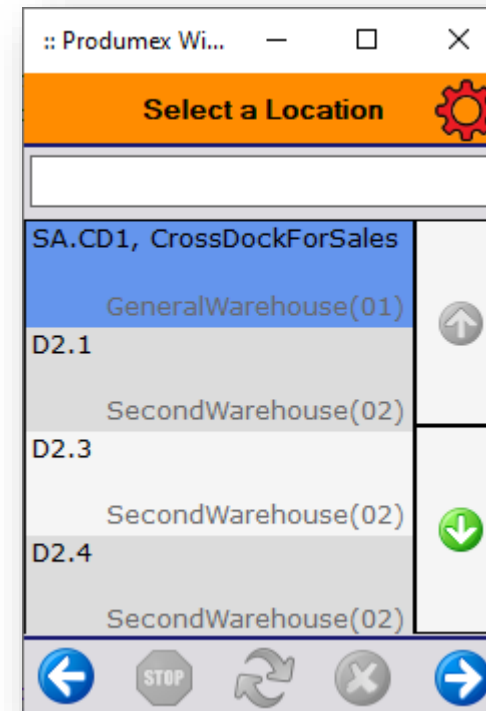 :: Produmex Wi...
Select a Location
SA.CD1, CrossDockForSales
GeneralWarehouse(01)
D2.1
SecondWarehouse(02)
D2.3
SecondWarehouse(02)
D2.4
SecondWarehouse(02)
STOP